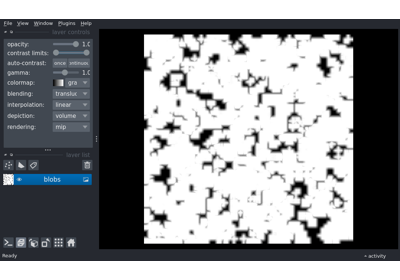 File View Window Plugins Help
layer controls
opacity: 1.0
contrast limits:
auto-contrast: once
gamma: 1.0
colormap: gra
blending: translu
interpolation: linear
depiction: volume
rendering: mip
layer list
blobs
Ready
activity